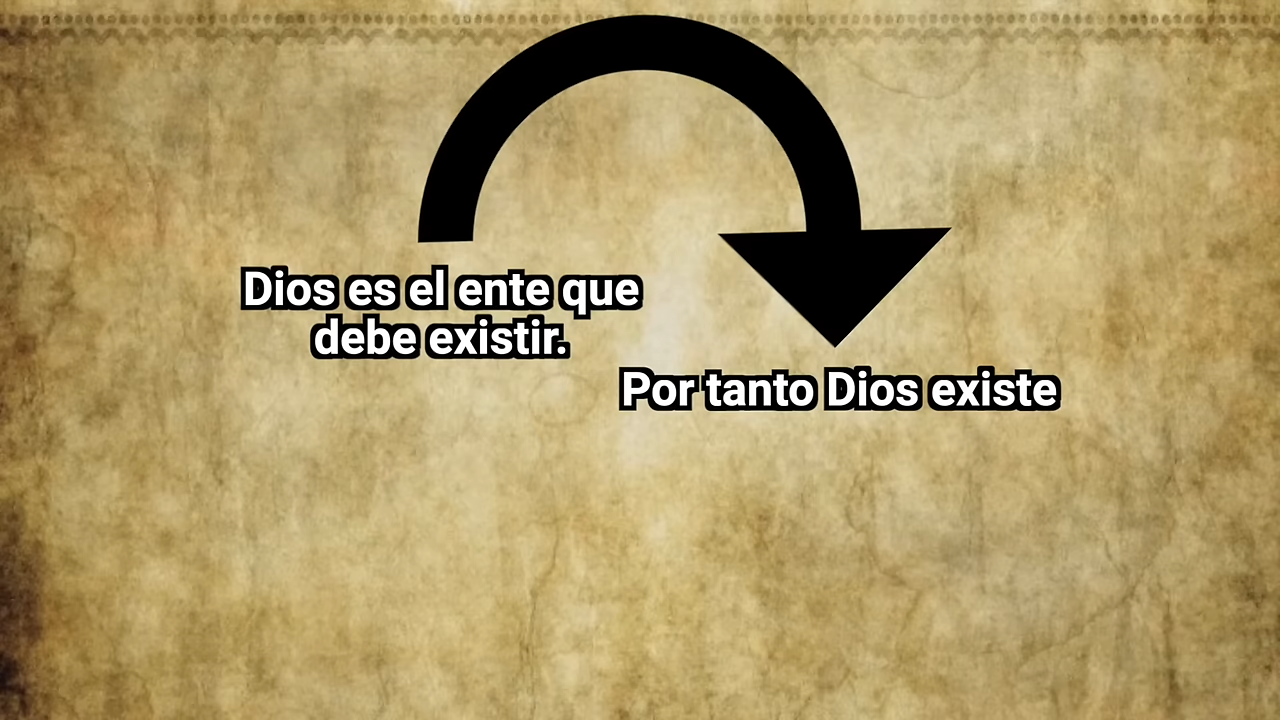 Dios es el ente que
debe existir.
Por tanto Dios existe